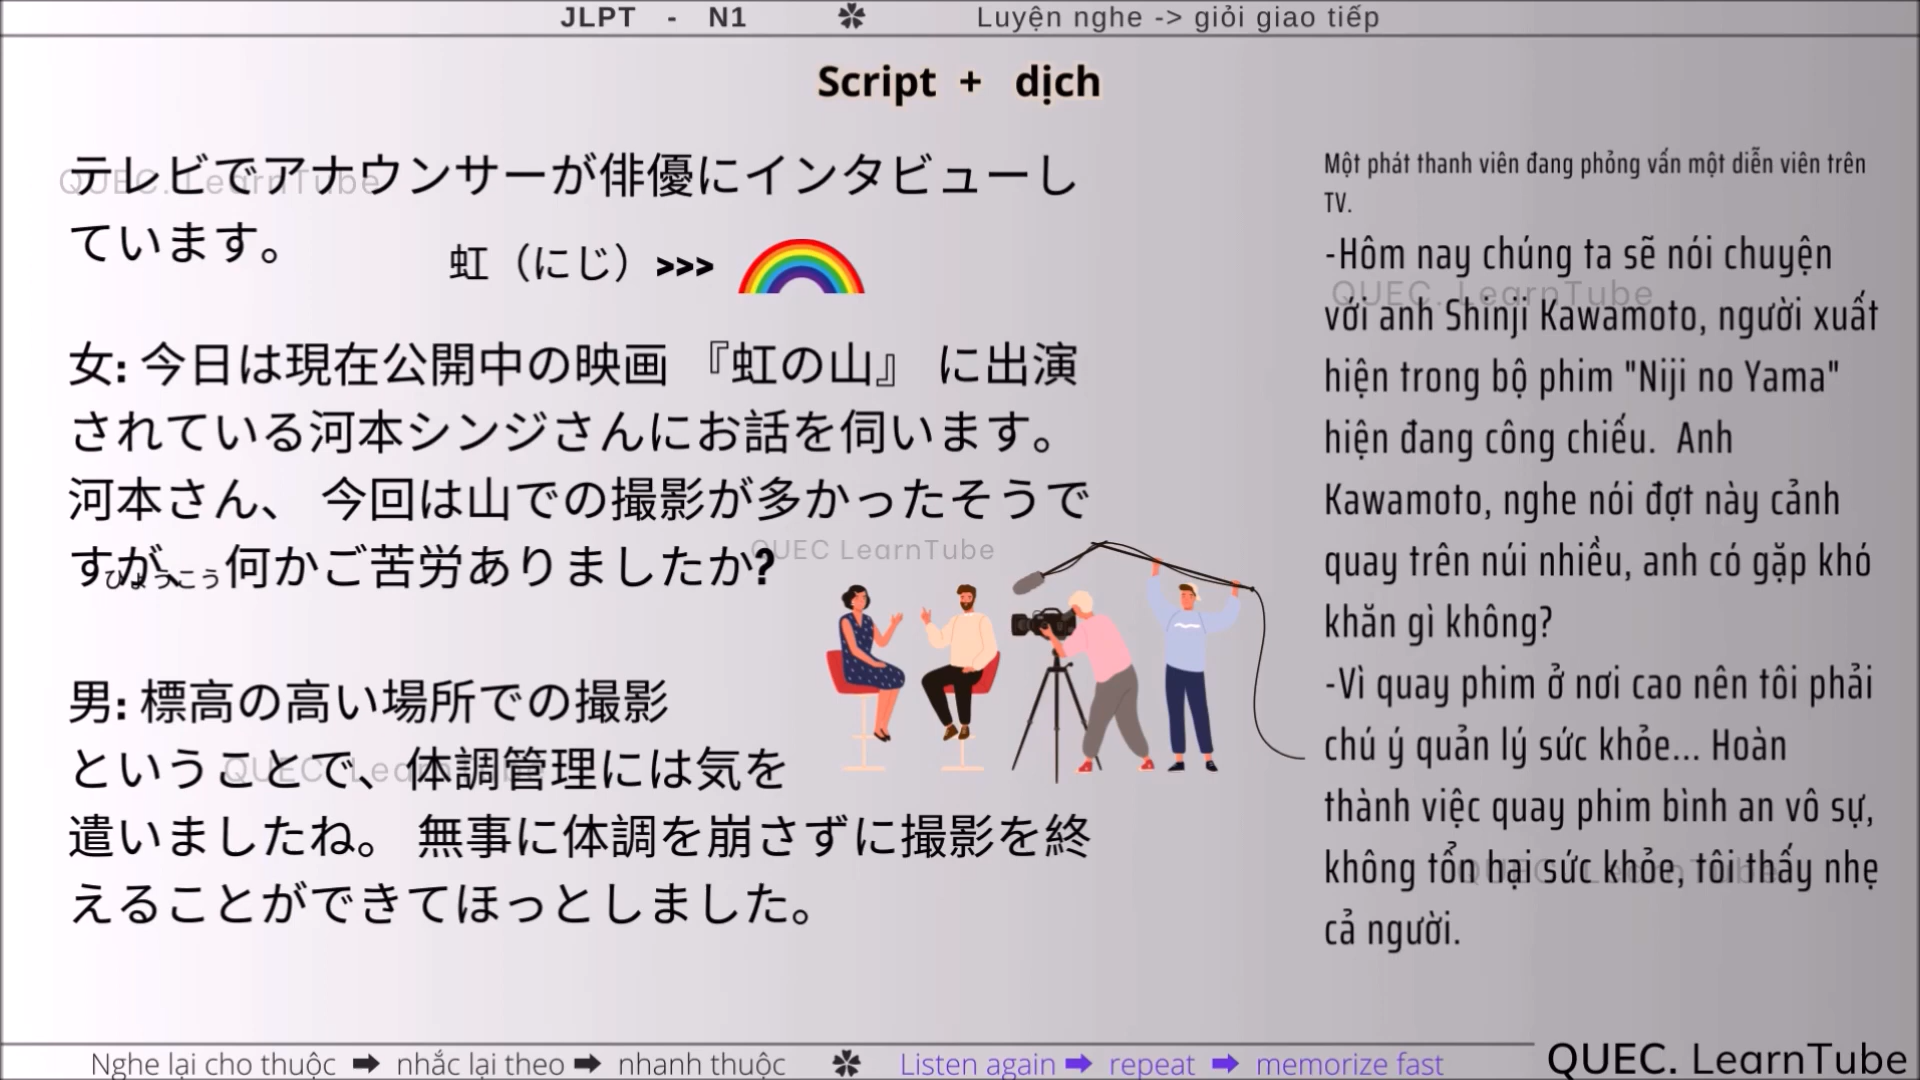 JLPT - N1 ✽ Luyện nghe -> giỏi giao tiếp
Script + dịch
テレビでアナウンサーが俳優にインタビューし
ています。
虹（にじ）>>>
女: 今日は現在公開中の映画 『虹の山』 に出演
されている河本シンジさんにお話を伺います。
河本さん、 今回は山での撮影が多かったそうで
すが、何かご苦労ありましたか?
ひょうこう
男: 標高の高い場所での撮影
ということで、体調管理には気を
遣いましたね。 無事に体調を崩さずに撮影を終
えることができてほっとしました。
Một phát thanh viên đang phỏng vấn một diễn viên trên
TV.
-Hôm nay chúng ta sẽ nói chuyện
với anh Shinji Kawamoto, người xuất
hiện trong bộ phim "Niji no Yama"
hiện đang công chiếu. Anh
Kawamoto, nghe nói đợt này cảnh
quay trên núi nhiều, anh có gặp khó
khăn gì không?
-Vì quay phim ở nơi cao nên tôi phải
chú ý quản lý sức khỏe... Hoàn
thành việc quay phim bình an vô sự,
không tổn hại sức khỏe, tôi thấy nhẹ
cả người.
QUEC. LearnTube
QUEC. LearnTube
QUEC LearnTube
QUEC. LearnTube
QUEC. LearnTube
Nghe lại cho thuộc ➡ nhắc lại theo ➡ nhanh thuộc ✽ Listen again ➡ repeat ➡ memorize fast
QUEC. LearnTube